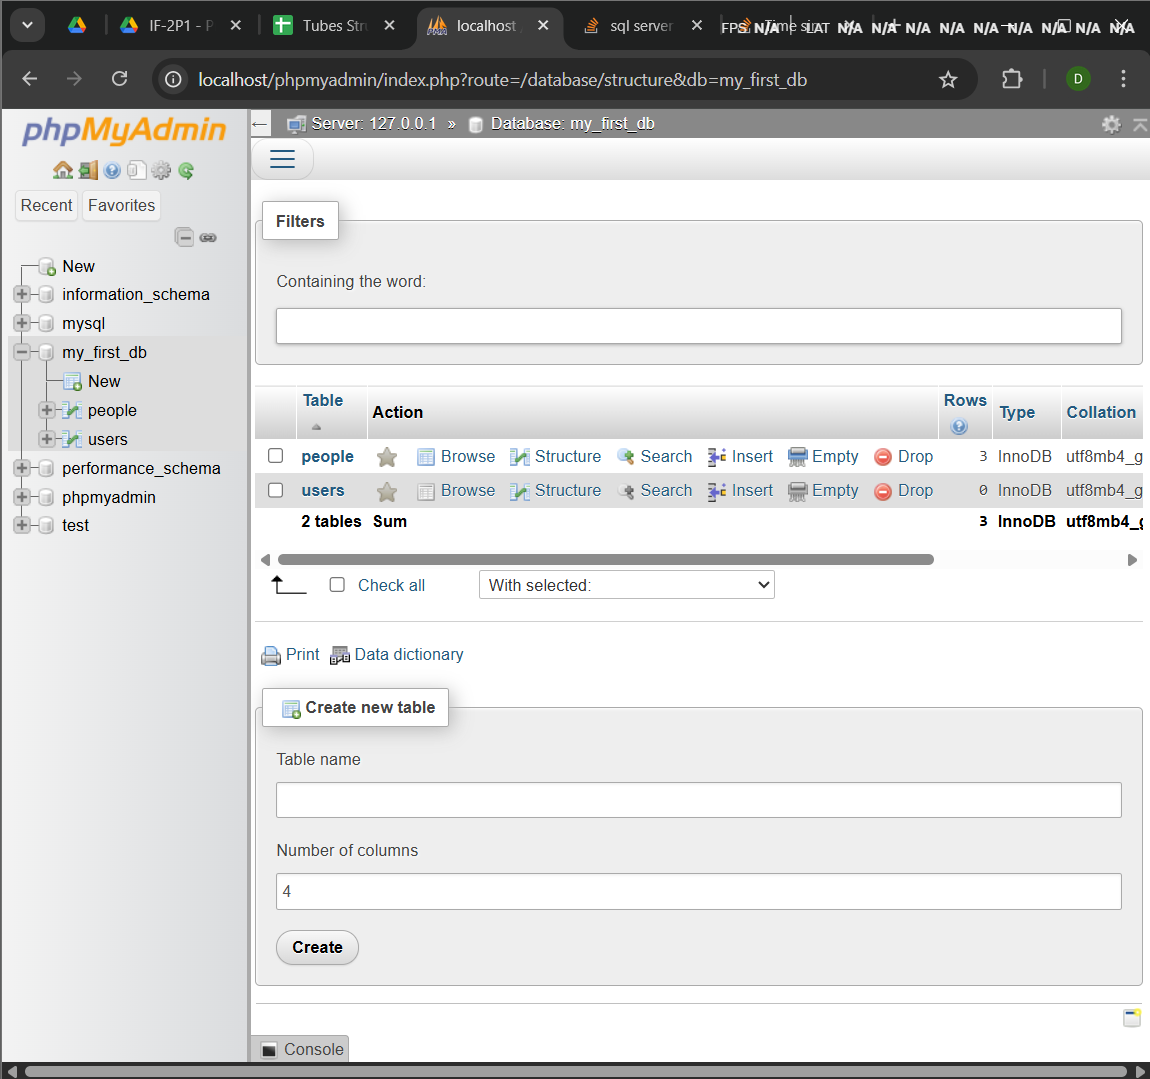 IF-2P1 - P
Tubes Str
localhost
sql server
FPS N/A LAT N/A N/A N/A N/A N/A N/A N/A N/A N/A
localhost/phpmyadmin/index.php?route=/database/structure&db=my_first_db
D
phpMyAdmin
Recent
Favorites
New
information_schema
mysql
my_first_db
New
people
users
performance_schema
phpmyadmin
test
Server: 127.0.0.1 » Database: my_first_db
Filters
Containing the word:
Table Action Rows Type Collation
people Browse Structure Search Insert Empty Drop 3 InnoDB utf8mb4_g
users Browse Structure Search Insert Empty Drop 0 InnoDB utf8mb4_g
2 tables Sum 3 InnoDB utf8mb4_g
Check all With selected:
Print Data dictionary
Create new table
Table name
Number of columns
4
Create
Console